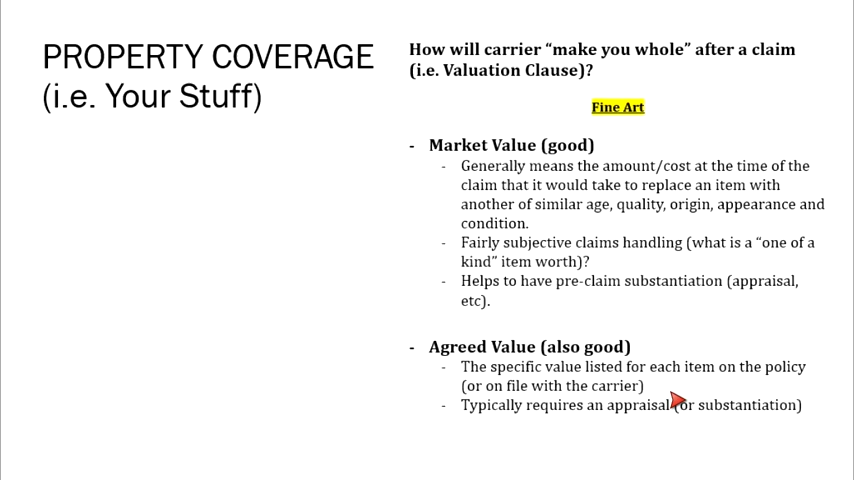 PROPERTY COVERAGE
(i.e. Your Stuff)
How will carrier “make you whole” after a claim
(i.e. Valuation Clause)?
Fine Art
- Market Value (good)
- Generally means the amount/cost at the time of the
claim that it would take to replace an item with
another of similar age, quality, origin, appearance and
condition.
- Fairly subjective claims handling (what is a “one of a
kind” item worth)?
- Helps to have pre-claim substantiation (appraisal,
etc).
- Agreed Value (also good)
- The specific value listed for each item on the policy
(or on file with the carrier)
- Typically requires an appraisal (or substantiation)